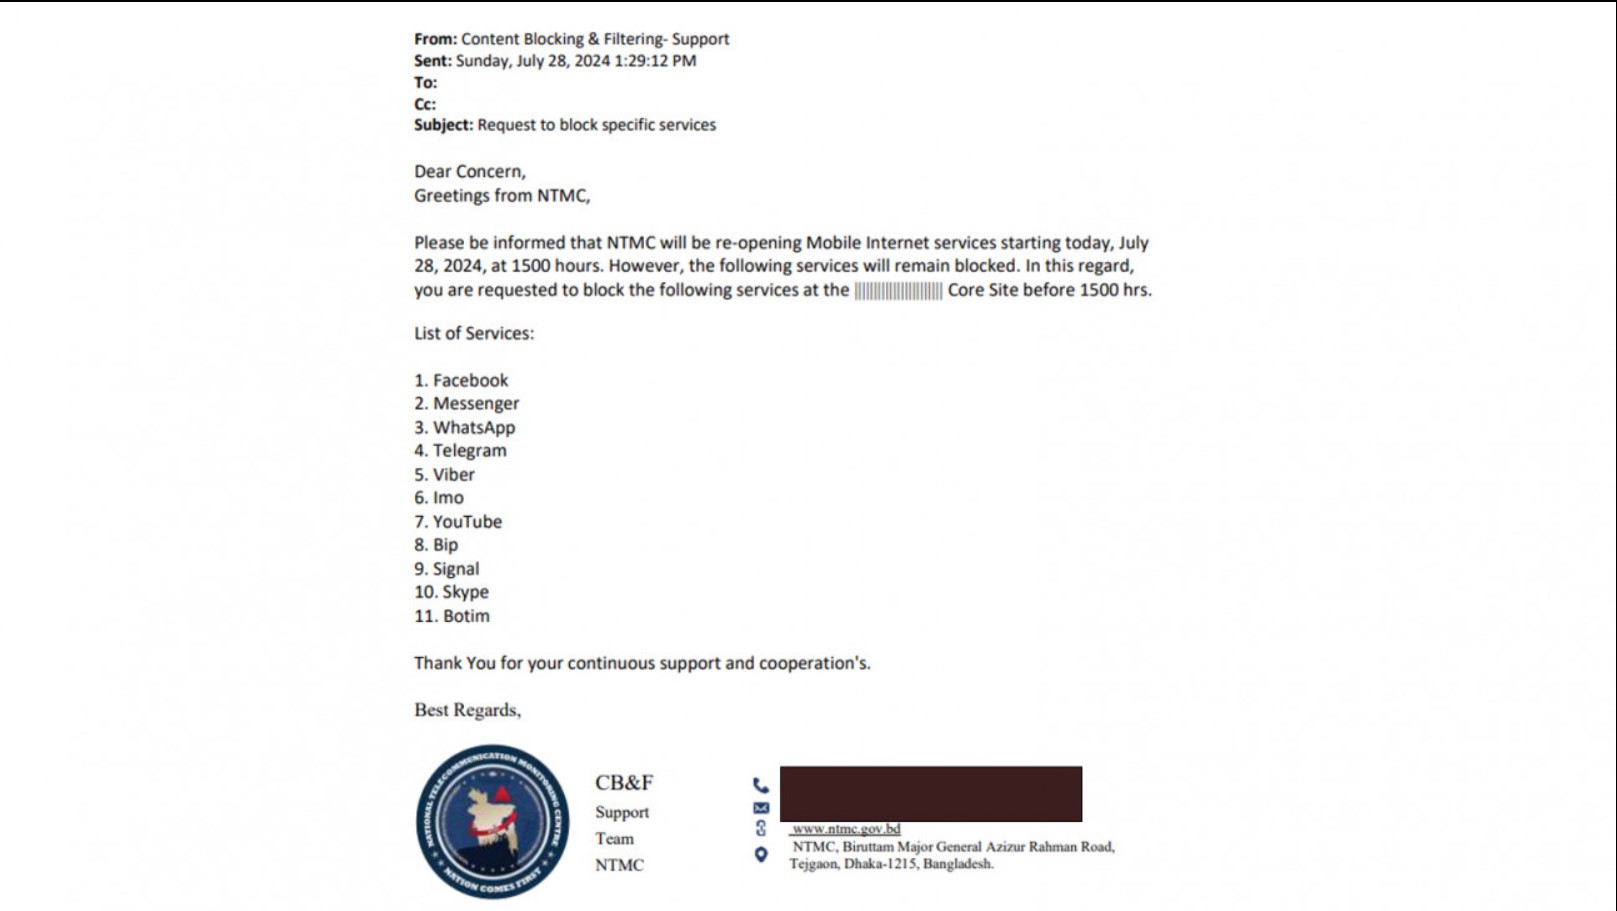 From: Content Blocking & Filtering- Support
Sent: Sunday, July 28, 2024 1:29:12 PM
To:
Cc:
Subject: Request to block specific services
Dear Concern,
Greetings from NTMC,
Please be informed that NTMC will be re-opening Mobile Internet services starting today, July
28, 2024, at 1500 hours. However, the following services will remain blocked. In this regard,
you are requested to block the following services at the |||||||||||||||||||||| Core Site before 1500 hrs.
List of Services:
1. Facebook
2. Messenger
3. WhatsApp
4. Telegram
5. Viber
6. Imo
7. YouTube
8. Bip
9. Signal
10. Skype
11. Botim
Thank You for your continuous support and cooperation's.
Best Regards,
NATIONAL TELECOMMUNICATION MONITORING CENTRE
NATION COMES FIRST
CB&F
Support
Team
NTMC
www.ntmc.gov.bd
NTMC, Biruttam Major General Azizur Rahman Road,
Tejgaon, Dhaka-1215, Bangladesh.